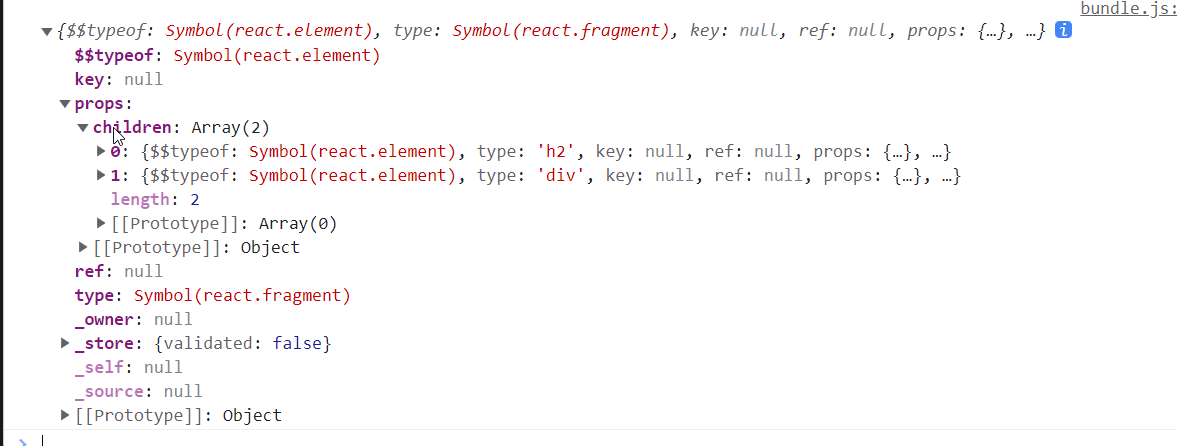 bundle.js:
▼{$$typeof: Symbol(react.element), type: Symbol(react.fragment), key: null, ref: null, props: {…}, …} i
$$typeof: Symbol(react.element)
key: null
▼props:
▼children: Array(2)
▶0: {$$typeof: Symbol(react.element), type: 'h2', key: null, ref: null, props: {…}, …}
▶1: {$$typeof: Symbol(react.element), type: 'div', key: null, ref: null, props: {…}, …}
length: 2
▶[[Prototype]]: Array(0)
▶[[Prototype]]: Object
ref: null
type: Symbol(react.fragment)
_owner: null
▶_store: {validated: false}
_self: null
_source: null
▶[[Prototype]]: Object